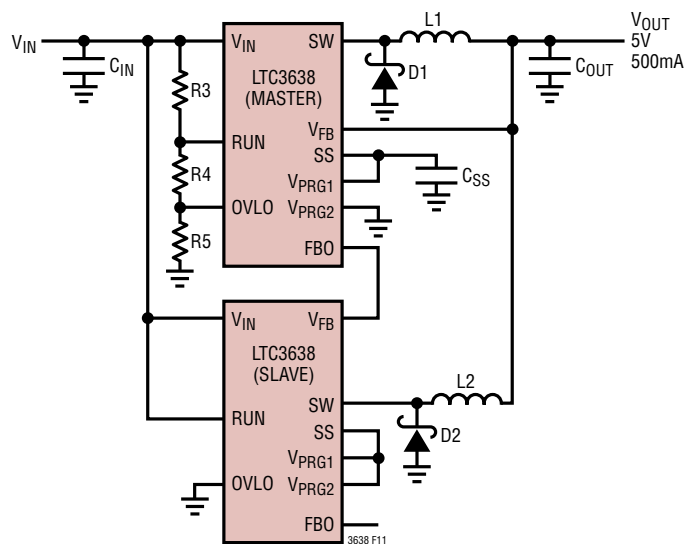 VIN
CIN
R3
R4
R5
VIN
RUN
OVLO
LTC3638
(MASTER)
SW
VFB
SS
VPRG1
VPRG2
FBO
L1
D1
CSS
COUT
VOUT
5V
500mA
VIN
RUN
OVLO
LTC3638
(SLAVE)
VFB
SW
SS
VPRG1
VPRG2
FBO
L2
D2
3638 F11